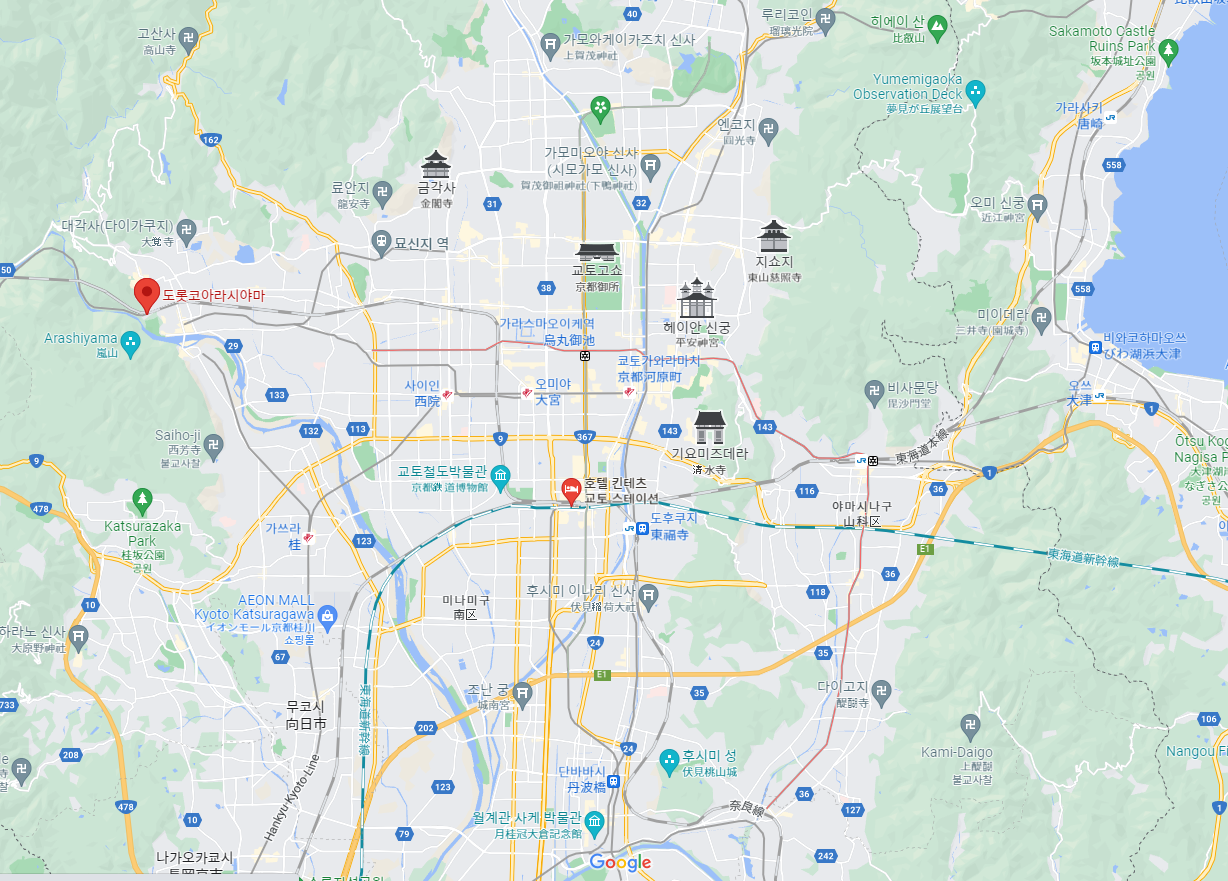 40
루리코인
瑠璃光院
히에이 산
比叡山
고산사
高山寺
가모와케이카즈치 신사
上賀茂神社
Sakamoto Castle
Ruins Park
坂本城址公園
공원
Yumemigaoka
Observation Deck
夢見が丘展望台
가라사키
唐崎
JR
엔코지
圓光寺
162
가모미오야 신사
(시모가모 신사)
賀茂御祖神社(下鴨神社)
558
금각사
金閣寺
료안지
龍安寺
31
32
오미 신궁
近江神宮
대각사(다이가쿠지)
大覚寺
묘신지 역
지쇼지
東山慈照寺
50
교토고쇼
京都御所
38
558
도롯코아라시야마
헤이안 신궁
平安神宮
미이데라
三井寺(園城寺)
가라스마오이케역
烏丸御池
Arashiyama
嵐山
29
비와코하마오쓰
びわ湖浜大津
쿄토가와라마치
京都河原町
사이인
西院
오미야
大宮
비사문당
毘沙門堂
오쓰
大津
JR
133
1
132
113
9
367
143
143
Saiho-ji
西芳寺
불교사찰
기요미즈데라
清水寺
東海道本線
JR
Ōtsu Ko
Nagisa P
大津湖
なぎさ公
공원
9
교토철도박물관
京都鉄道博物館
호텔 킨테츠
교토 스테이션
1
116
36
478
Katsurazaka
Park
桂坂公園
공원
가쓰라
桂
123
JR
도후쿠지
東福寺
야마시나구
山科区
E1
東海道新幹線
36
118
후시미 이나리 신사
伏見稲荷大社
미나미구
南区
10
AEON MALL
Kyoto Katsuragawa
イオンモール京都桂川
쇼핑몰
하라노 신사
大原野神社
24
67
35
E1
조난 궁
城南宮
35
다이고지
醍醐寺
東海道新幹線
무코시
向日市
733
202
106
Kami-Daigo
上醍醐
불교사찰
Nangou Fi
208
24
후시미 성
伏見桃山城
단바바시
丹波橋
123
36
127
478
Hankyu-Kyoto-Line
10
79
월계관 사케 박물관
月桂冠大倉記念館
奈良線
1
242
나가오카쿄시
Google